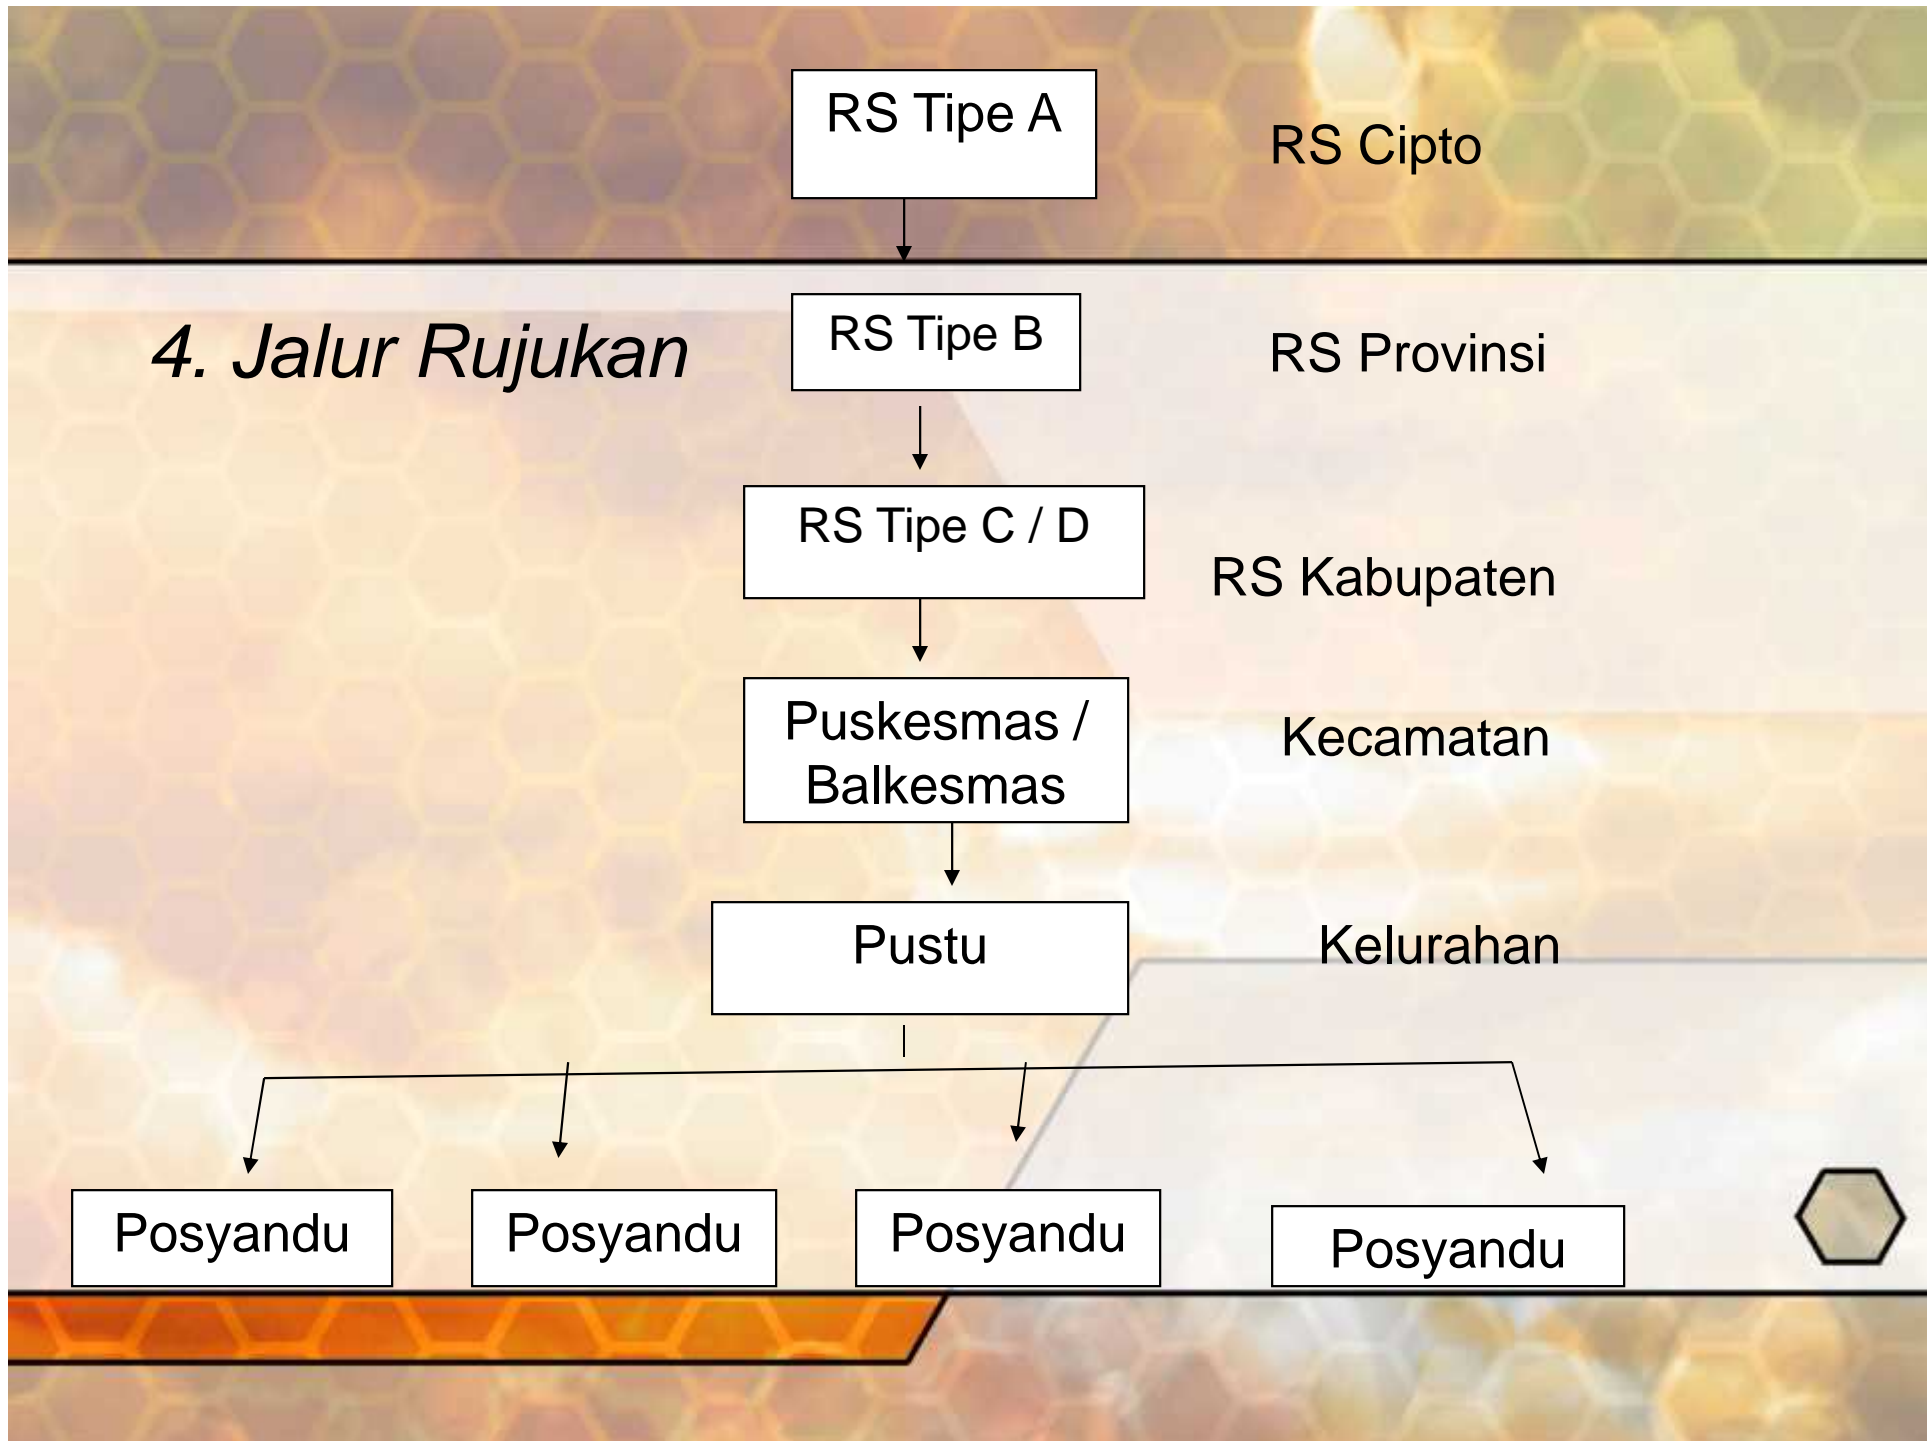 RS Tipe A
RS Cipto
4. Jalur Rujukan
RS Tipe B
RS Provinsi
RS Tipe C / D
RS Kabupaten
Puskesmas /
Balkesmas
Kecamatan
Pustu
Kelurahan
Posyandu
Posyandu
Posyandu
Posyandu